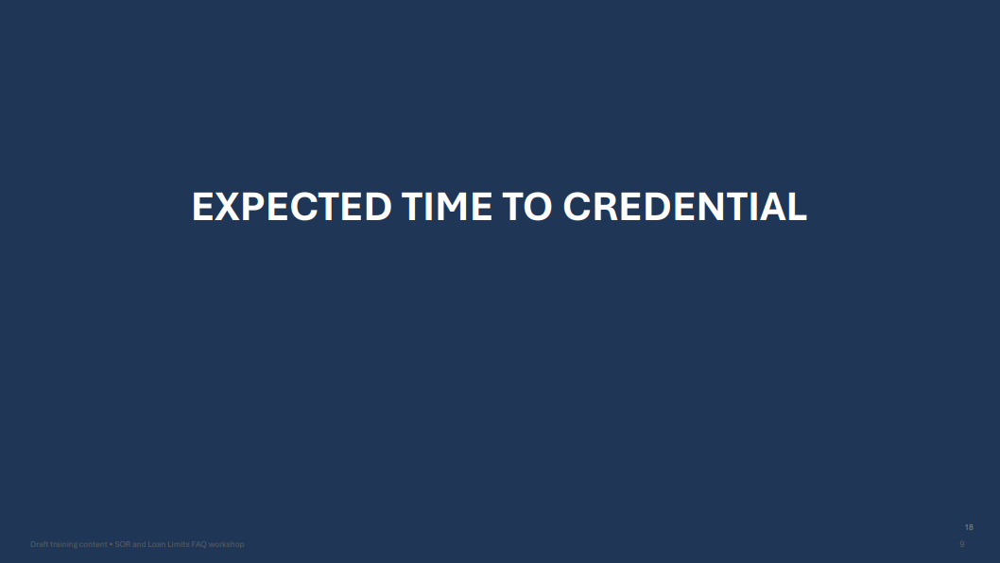 EXPECTED TIME TO CREDENTIAL
18
Draft training content • SOR and Loan Limits FAQ workshop
9